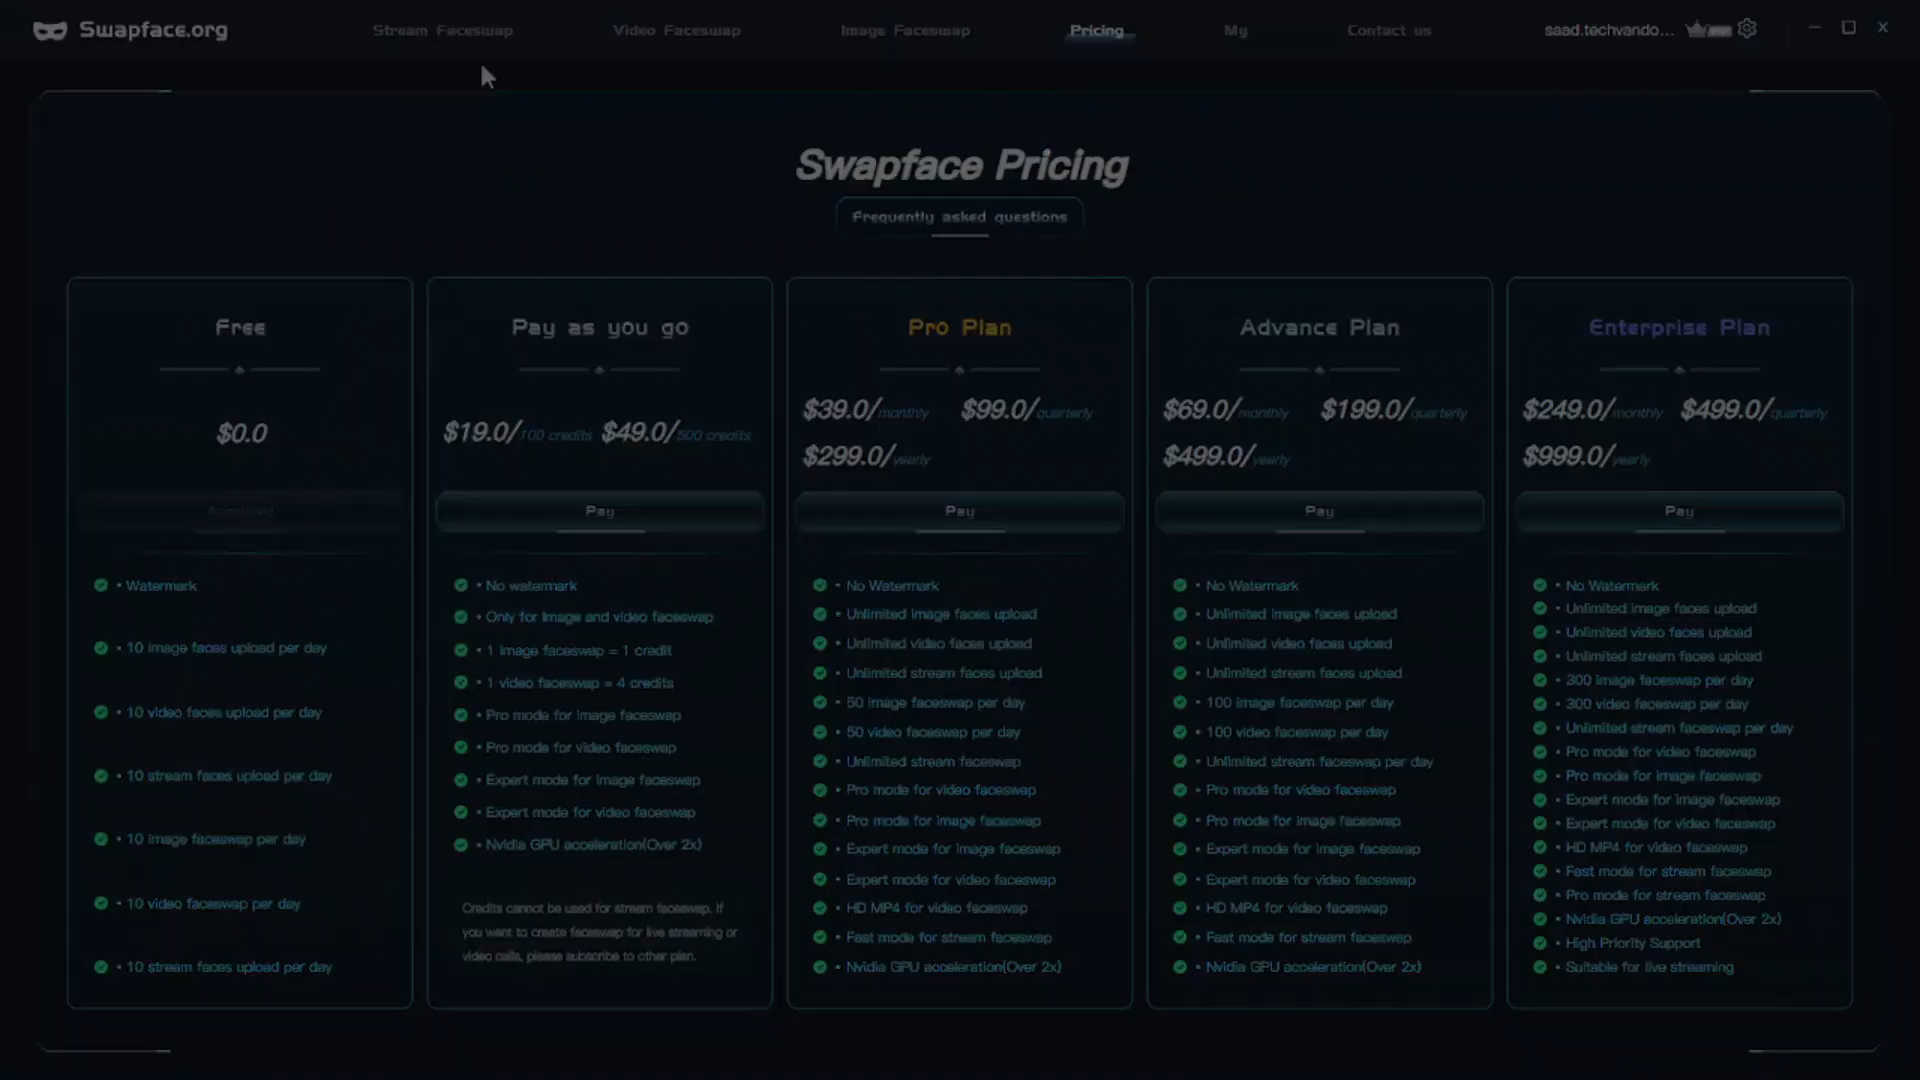 Swapface.org
Stream Faceswap
Video Faceswap
Image Faceswap
Pricing
My
Contact us
saad.techvando...
Swapface Pricing
Frequently asked questions
Free
$0.0
Acquired
• Watermark
• 10 image faces upload per day
• 10 video faces upload per day
• 10 stream faces upload per day
• 10 image faceswap per day
• 10 video faceswap per day
• 10 stream faces upload per day
Pay as you go
$19.0/100 credits $49.0/500 credits
Pay
• No watermark
• Only for image and video faceswap
• 1 image faceswap = 1 credit
• 1 video faceswap = 4 credits
• Pro mode for image faceswap
• Pro mode for video faceswap
• Expert mode for image faceswap
• Expert mode for video faceswap
• Nvidia GPU acceleration(Over 2x)
Credits cannot be used for stream faceswap. If
you want to create faceswap for live streaming or
video calls, please subscribe to other plan.
Pro Plan
$39.0/monthly $99.0/quarterly
$299.0/yearly
Pay
• No Watermark
• Unlimited image faces upload
• Unlimited video faces upload
• Unlimited stream faces upload
• 50 image faceswap per day
• 50 video faceswap per day
• Unlimited stream faceswap
• Pro mode for video faceswap
• Pro mode for image faceswap
• Expert mode for image faceswap
• Expert mode for video faceswap
• HD MP4 for video faceswap
• Fast mode for stream faceswap
• Nvidia GPU acceleration(Over 2x)
Advance Plan
$69.0/monthly $199.0/quarterly
$499.0/yearly
Pay
• No Watermark
• Unlimited image faces upload
• Unlimited video faces upload
• Unlimited stream faces upload
• 100 image faceswap per day
• 100 video faceswap per day
• Unlimited stream faceswap per day
• Pro mode for video faceswap
• Pro mode for image faceswap
• Expert mode for image faceswap
• Expert mode for video faceswap
• HD MP4 for video faceswap
• Fast mode for stream faceswap
• Nvidia GPU acceleration(Over 2x)
Enterprise Plan
$249.0/monthly $499.0/quarterly
$999.0/yearly
Pay
• No Watermark
• Unlimited image faces upload
• Unlimited video faces upload
• Unlimited stream faces upload
• 300 image faceswap per day
• 300 video faceswap per day
• Unlimited stream faceswap per day
• Pro mode for video faceswap
• Pro mode for image faceswap
• Expert mode for image faceswap
• Expert mode for video faceswap
• HD MP4 for video faceswap
• Fast mode for stream faceswap
• Pro mode for stream faceswap
• Nvidia GPU acceleration(Over 2x)
• High Priority Support
• Suitable for live streaming